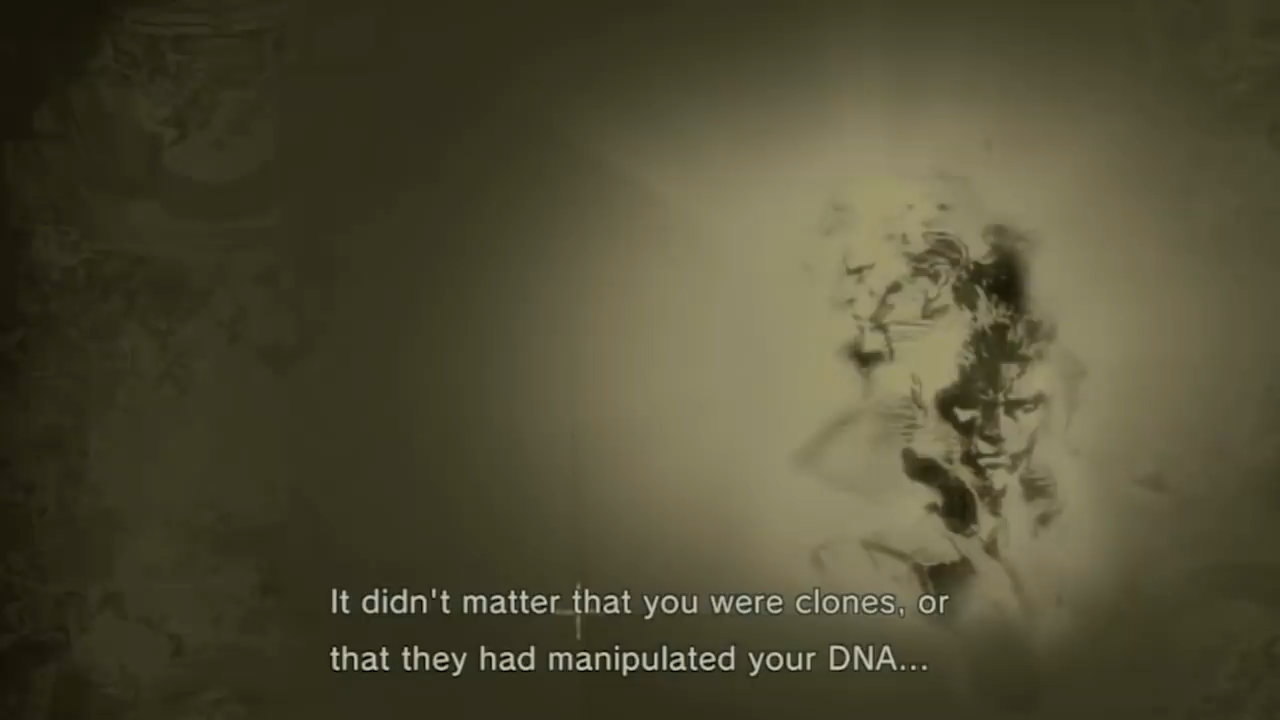 It didn't matter that you were clones, or
that they had manipulated your DNA...